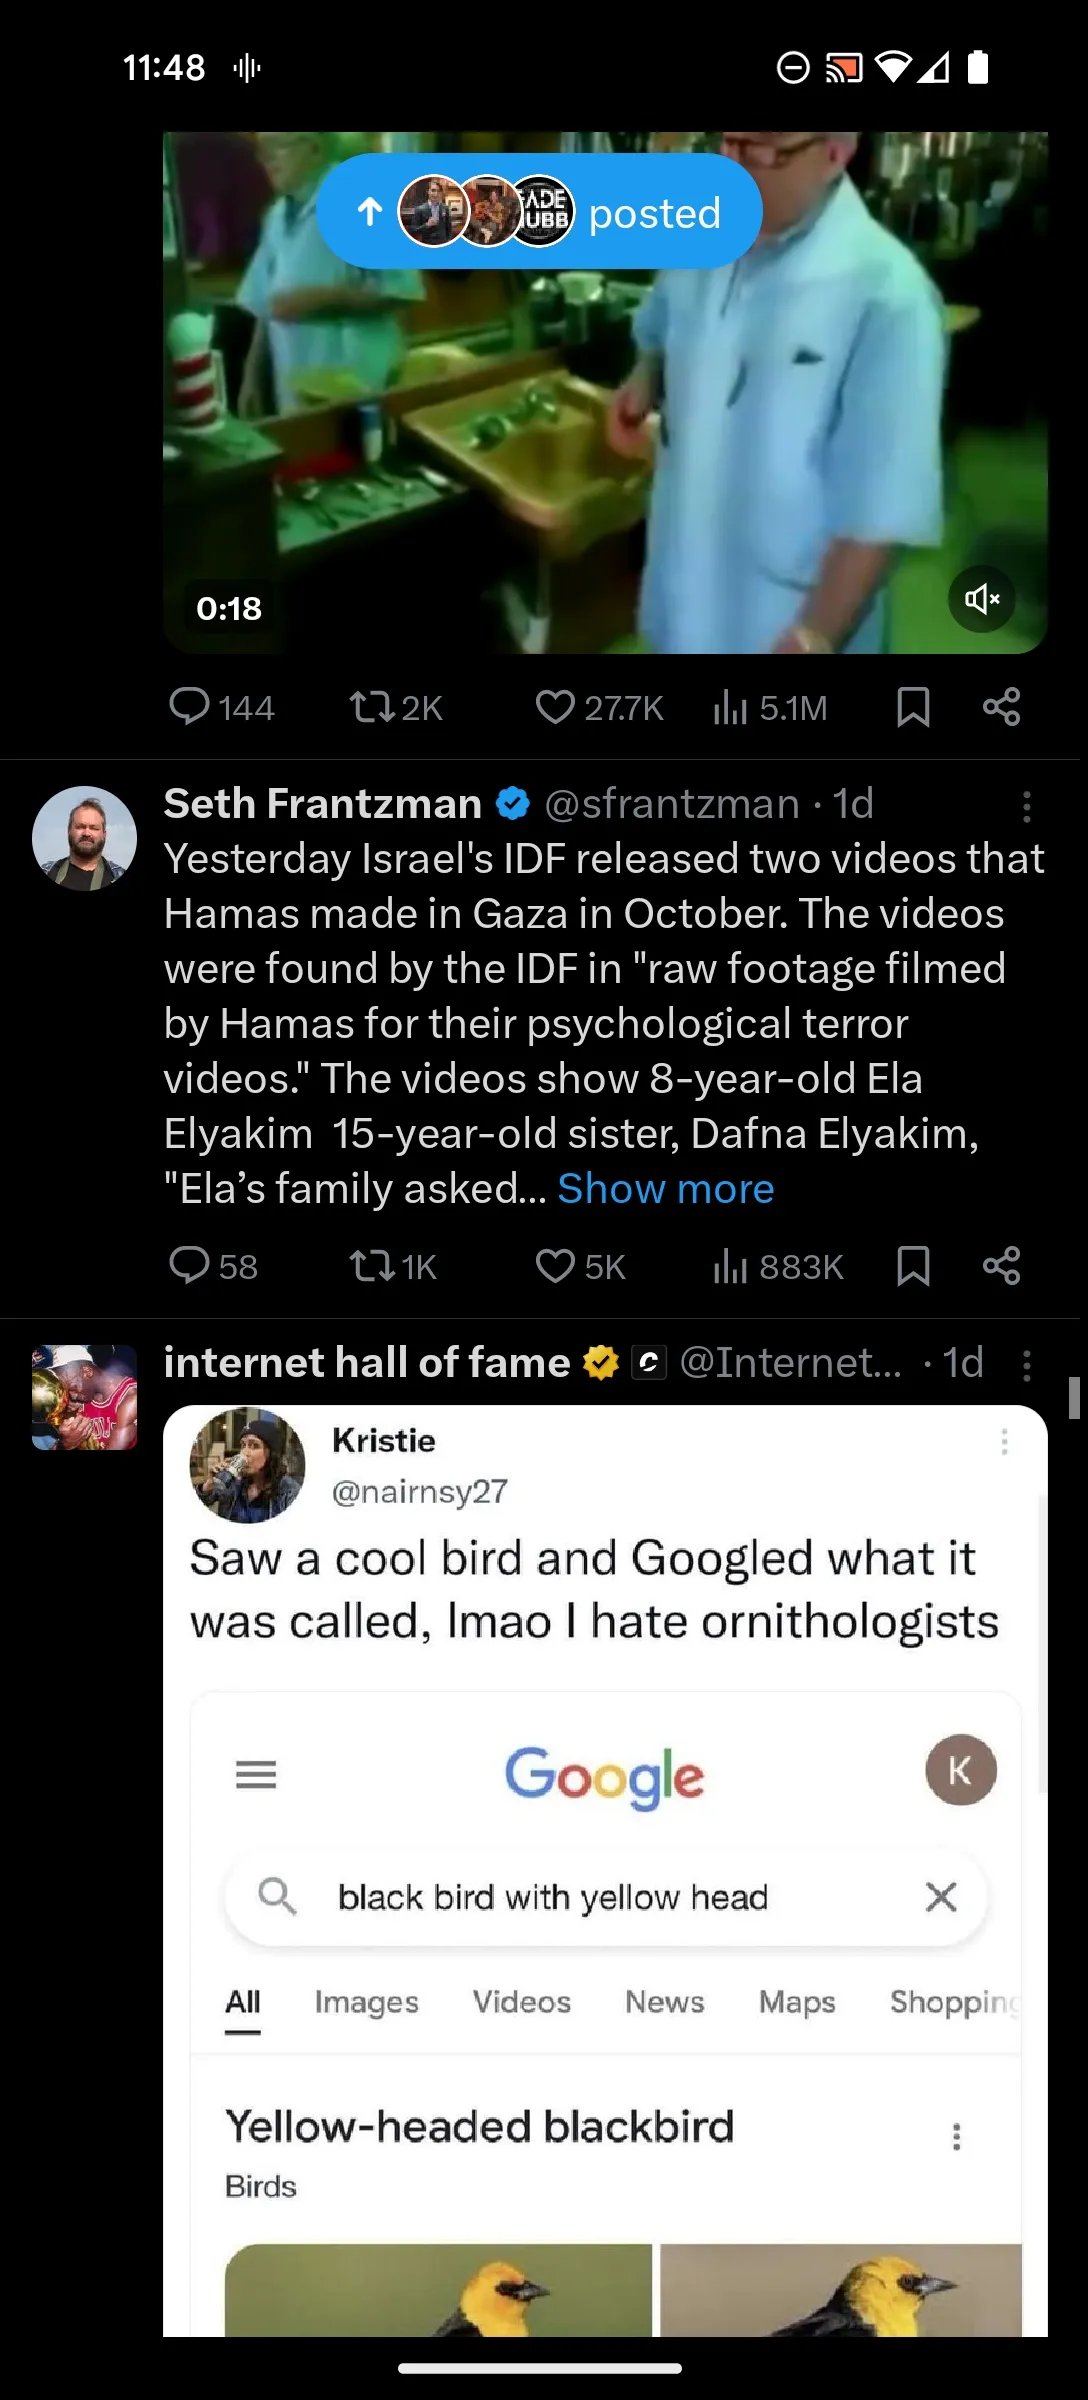 11:48
posted
0:18
144 2K 27.7K 5.1M
Seth Frantzman @sfrantzman · 1d
Yesterday Israel's IDF released two videos that
Hamas made in Gaza in October. The videos
were found by the IDF in "raw footage filmed
by Hamas for their psychological terror
videos." The videos show 8-year-old Ela
Elyakim  15-year-old sister, Dafna Elyakim,
"Ela’s family asked... Show more
58 1K 5K 883K
internet hall of fame @Internet... · 1d
Kristie
@nairnsy27
Saw a cool bird and Googled what it
was called, lmao I hate ornithologists
Google
K
black bird with yellow head
All Images Videos News Maps Shopping
Yellow-headed blackbird
Birds